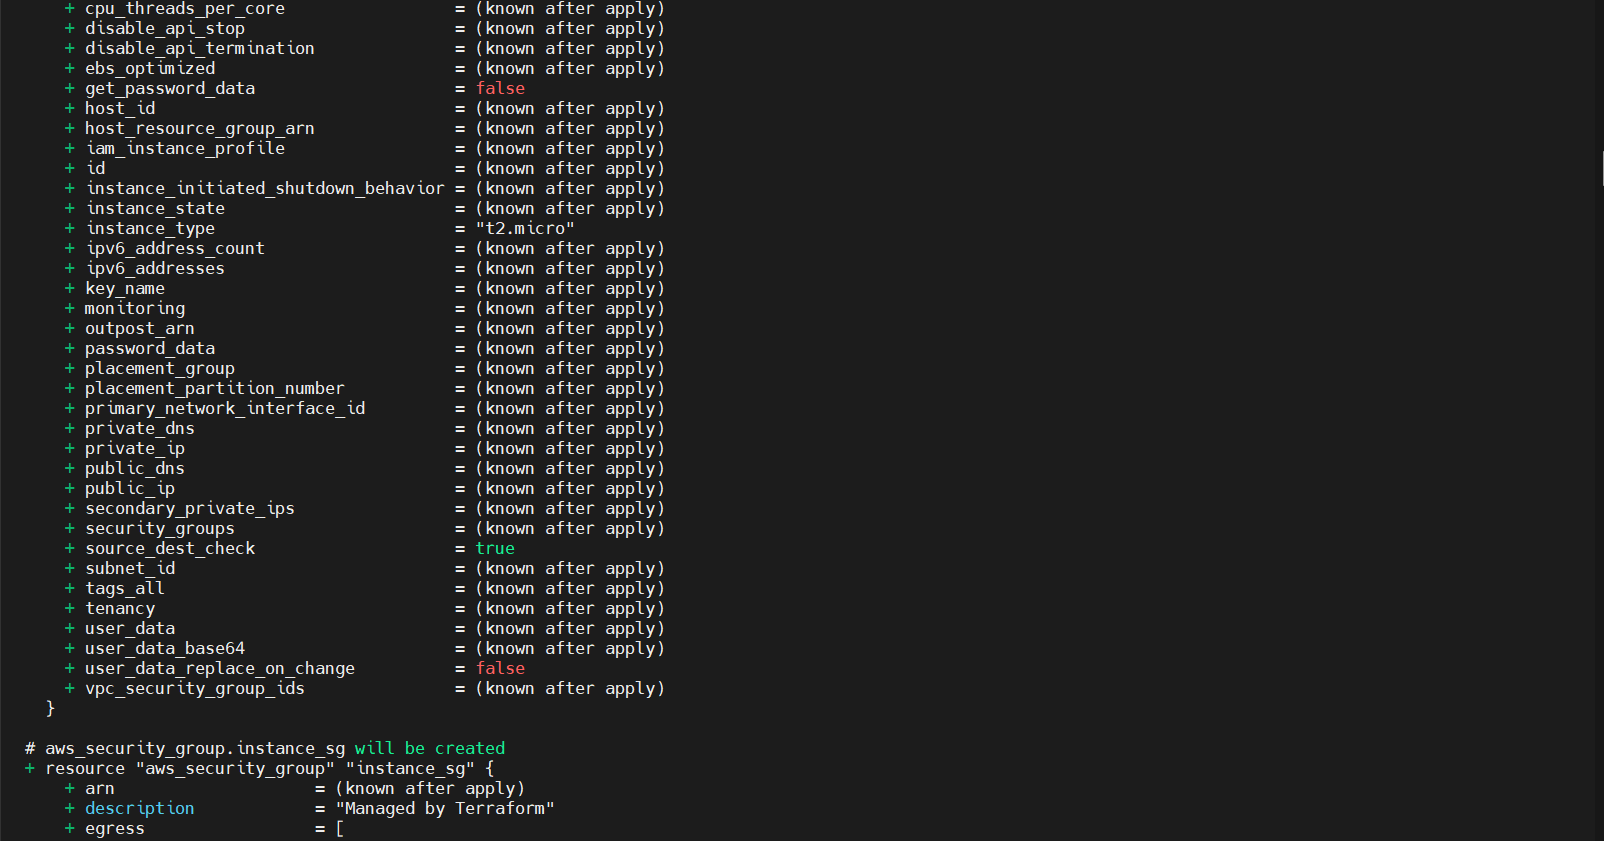 + cpu_threads_per_core = (known after apply)
+ disable_api_stop = (known after apply)
+ disable_api_termination = (known after apply)
+ ebs_optimized = (known after apply)
+ get_password_data = false
+ host_id = (known after apply)
+ host_resource_group_arn = (known after apply)
+ iam_instance_profile = (known after apply)
+ id = (known after apply)
+ instance_initiated_shutdown_behavior = (known after apply)
+ instance_state = (known after apply)
+ instance_type = "t2.micro"
+ ipv6_address_count = (known after apply)
+ ipv6_addresses = (known after apply)
+ key_name = (known after apply)
+ monitoring = (known after apply)
+ outpost_arn = (known after apply)
+ password_data = (known after apply)
+ placement_group = (known after apply)
+ placement_partition_number = (known after apply)
+ primary_network_interface_id = (known after apply)
+ private_dns = (known after apply)
+ private_ip = (known after apply)
+ public_dns = (known after apply)
+ public_ip = (known after apply)
+ secondary_private_ips = (known after apply)
+ security_groups = (known after apply)
+ source_dest_check = true
+ subnet_id = (known after apply)
+ tags_all = (known after apply)
+ tenancy = (known after apply)
+ user_data = (known after apply)
+ user_data_base64 = (known after apply)
+ user_data_replace_on_change = false
+ vpc_security_group_ids = (known after apply)
}
# aws_security_group.instance_sg will be created
+ resource "aws_security_group" "instance_sg" {
+ arn = (known after apply)
+ description = "Managed by Terraform"
+ egress = [